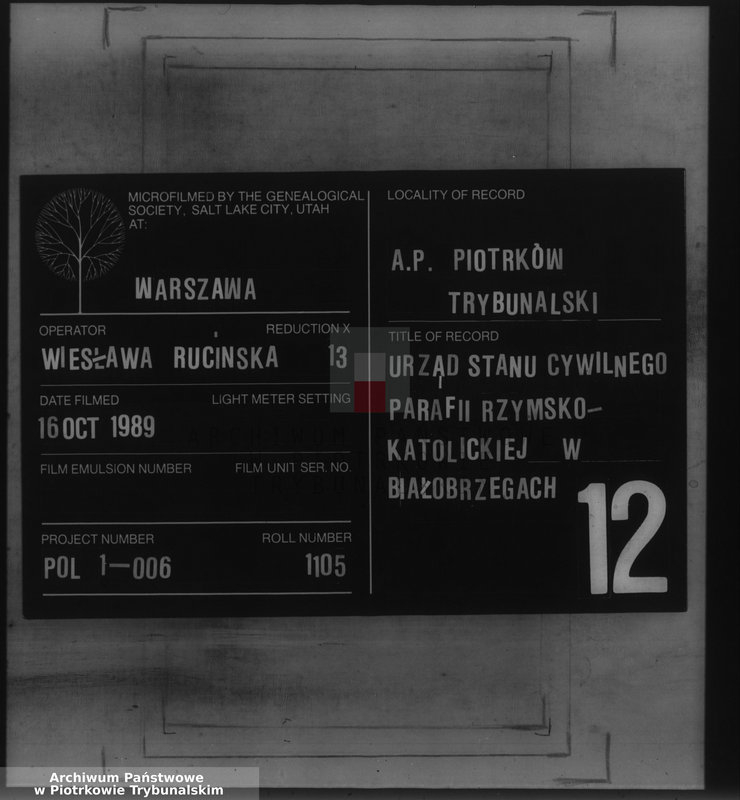 MICROFILMED BY THE GENEALOGICAL
SOCIETY, SALT LAKE CITY, UTAH
AT:
WARSZAWA
OPERATOR
REDUCTION X
WIESŁAWA RUCIŃSKA
13
DATE FILMED
LIGHT METER SETTING
16 OCT 1989
FILM EMULSION NUMBER
FILM UNIT SER. NO.
PROJECT NUMBER
ROLL NUMBER
POL 1-006
1105
LOCALITY OF RECORD
A.P. PIOTRKÓW
TRYBUNALSKI
TITLE OF RECORD
URZĄD STANU CYWILNEGO
PARAFII RZYMSKO-
KATOLICKIEJ W
BIAŁOBRZEGACH
12
ARCHIWUM PAŃSTWOWE
Archiwum Państwowe
w Piotrkowie Trybunalskim